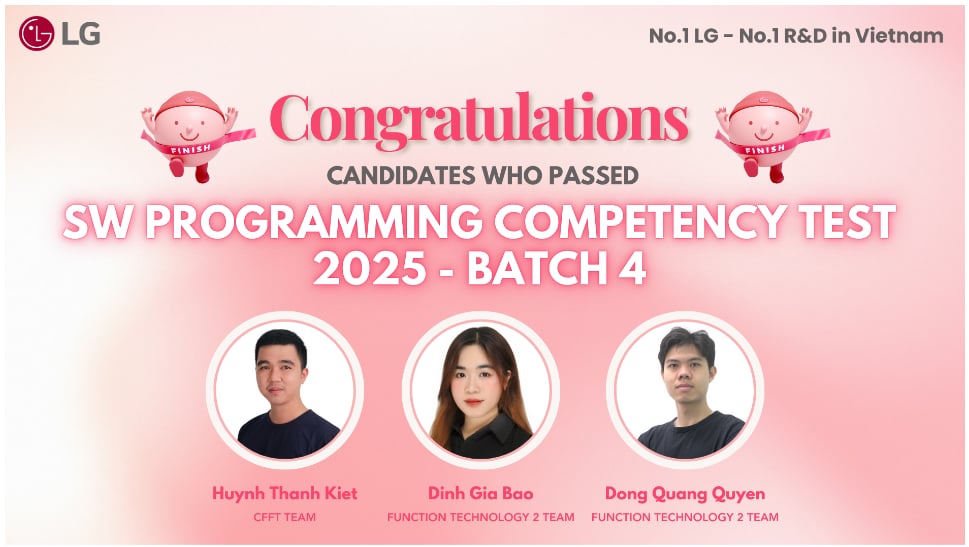 LG
No.1 LG - No.1 R&D in Vietnam
Congratulations
FINISH
FINISH
CANDIDATES WHO PASSED
SW PROGRAMMING COMPETENCY TEST
2025 - BATCH 4
Huynh Thanh Kiet
Dinh Gia Bao
Dong Quang Quyen
CFFT TEAM
FUNCTION TECHNOLOGY 2 TEAM
FUNCTION TECHNOLOGY 2 TEAM